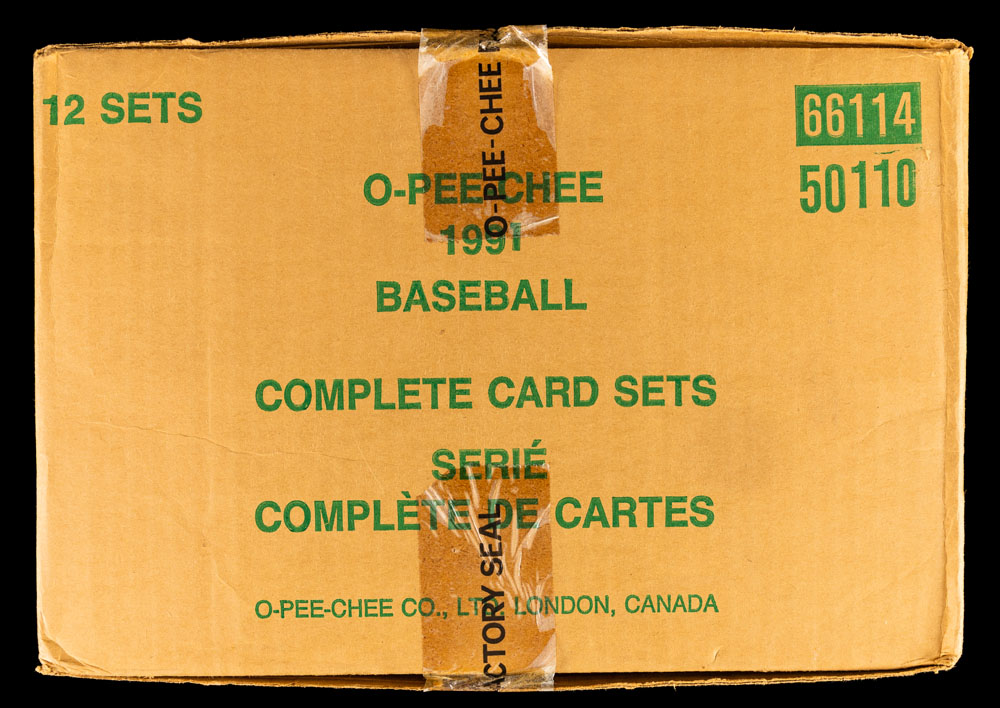 12 SETS
66114
50110
O-PEE-CHEE
1991
BASEBALL
COMPLETE CARD SETS
SERIÉ
COMPLÈTE DE CARTES
O-PEE-CHEE CO., LTD. LONDON, CANADA
O-PEE-CHEE
ACTORY SEAL